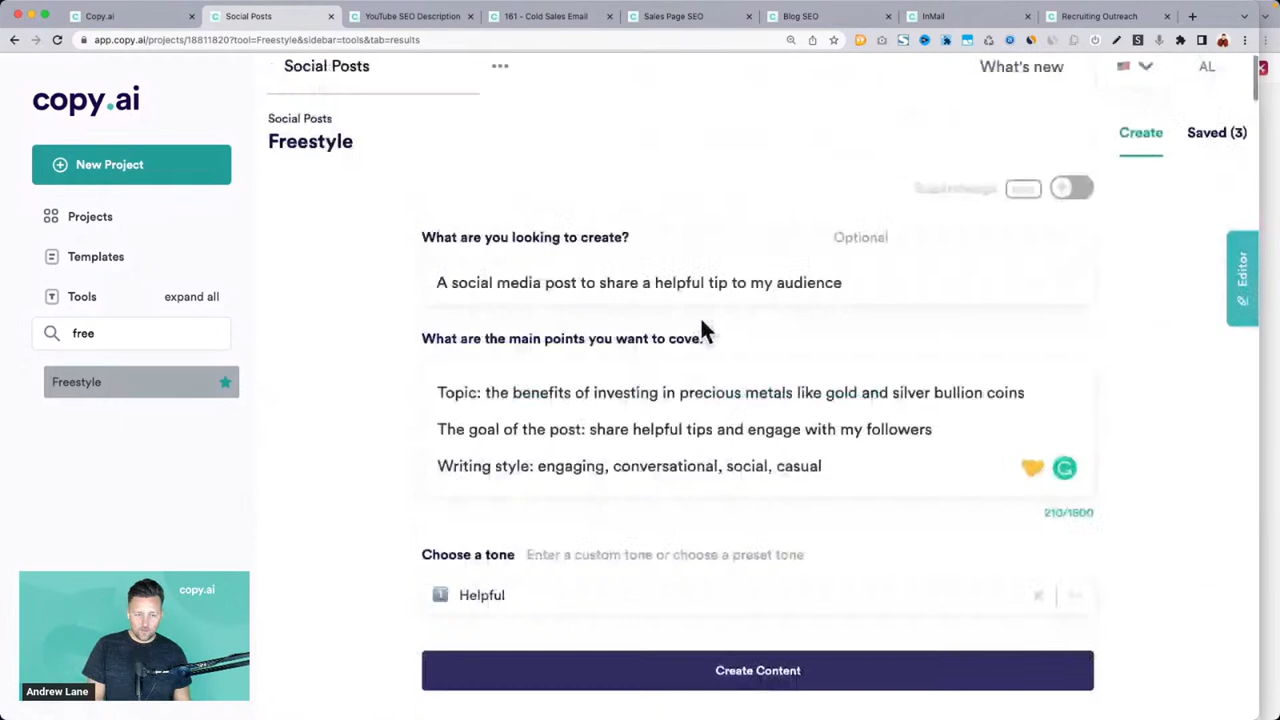 Copy.ai
Social Posts
YouTube SEO Description
161 - Cold Sales Email
Sales Page SEO
Blog SEO
InMail
Recruiting Outreach
app.copy.ai/projects/18811820?tool=Freestyle&sidebar=tools&tab=results
copy.ai
New Project
Projects
Templates
Tools
expand all
free
Freestyle
Social Posts
What's new
AL
Social Posts
Freestyle
Create
Saved (3)
Editor
What are you looking to create?
Optional
A social media post to share a helpful tip to my audience
What are the main points you want to cove
Topic: the benefits of investing in precious metals like gold and silver bullion coins
The goal of the post: share helpful tips and engage with my followers
Writing style: engaging, conversational, social, casual
210/1500
Choose a tone
Enter a custom tone or choose a preset tone
Helpful
Create Content
copy.ai
Andrew Lane